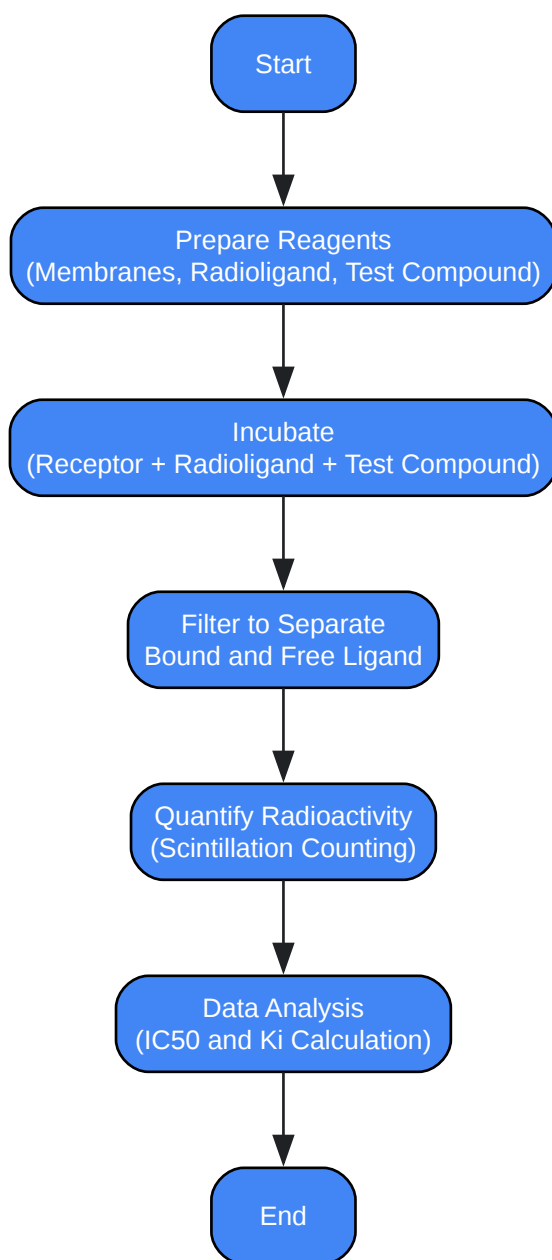 Start
Prepare Reagents
(Membranes, Radioligand, Test Compound)
Incubate
(Receptor + Radioligand + Test Compound)
Filter to Separate
Bound and Free Ligand
Quantify Radioactivity
(Scintillation Counting)
Data Analysis
(IC50 and Ki Calculation)
End